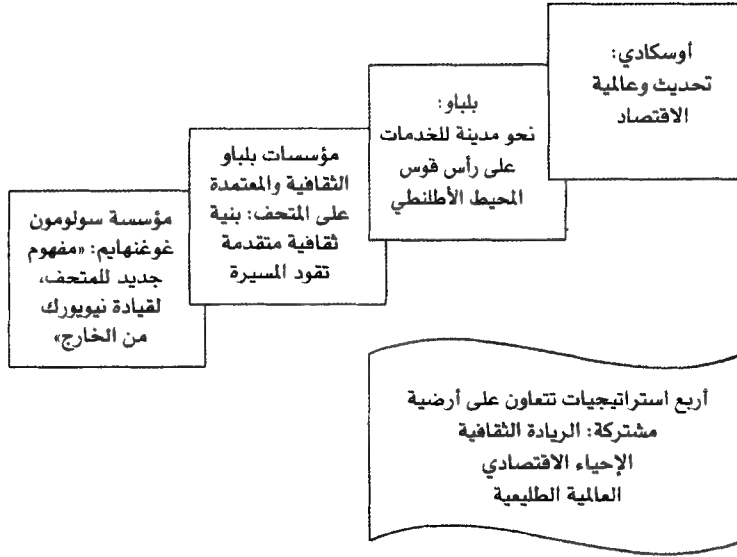 أوسكادي:
تحديث وعالمية
الاقتصاد
بلباو:
نحو مدينة للخدمات
على رأس قوس
المحيط الأطلنطي
مؤسسات بلباو
الثقافية والمعتمدة
على المتحف: بنية
ثقافية متقدمة
تقود المسيرة
مؤسسة سولومون
غوغنهايم: «مفهوم
جديد للمتحف،
لقيادة نيويورك
من الخارج»
أربع استراتيجيات تتعاون على أرضية
مشتركة: الريادة الثقافية
الإحياء الاقتصادي
العالمية الطليعية